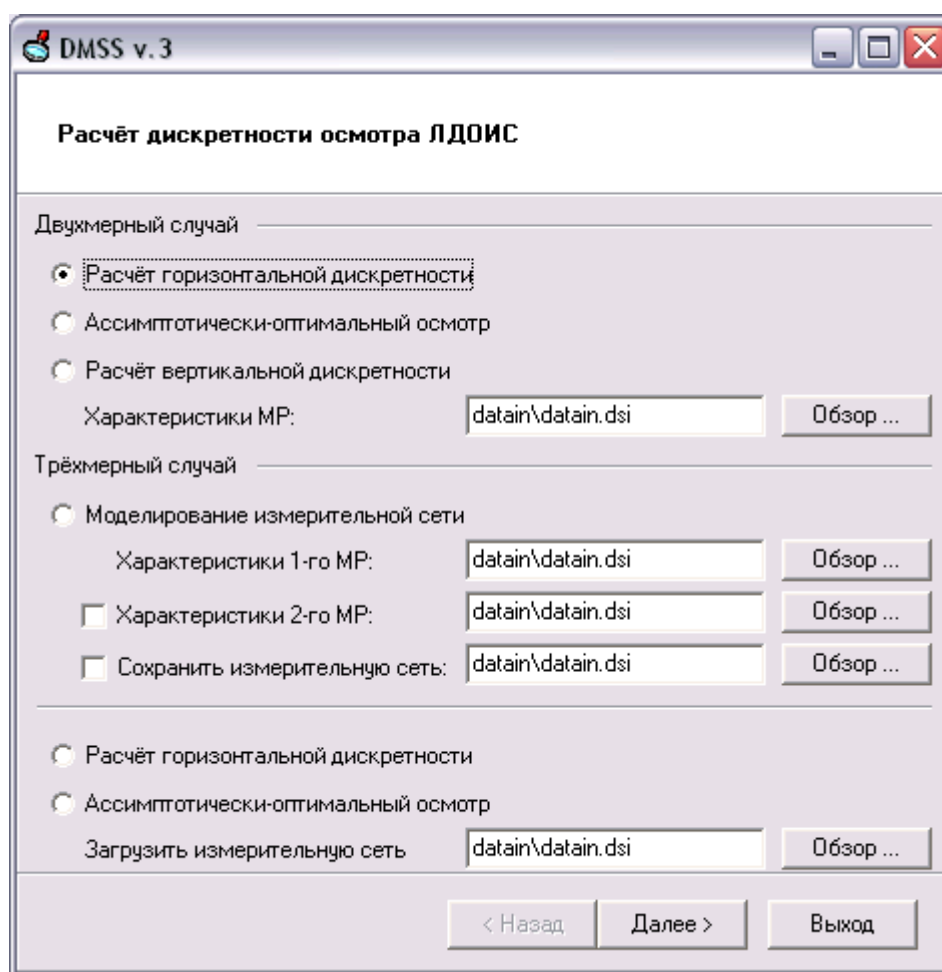 DMSS v. 3
Расчёт дискретности осмотра ЛДОИС
Двухмерный случай
Расчёт горизонтальной дискретности
Ассимптотически-оптимальный осмотр
Расчёт вертикальной дискретности
Характеристики МР: datain\datain.dsi Обзор ...
Трёхмерный случай
Моделирование измерительной сети
Характеристики 1-го МР: datain\datain.dsi Обзор ...
Характеристики 2-го МР: datain\datain.dsi Обзор ...
Сохранить измерительную сеть: datain\datain.dsi Обзор ...
Расчёт горизонтальной дискретности
Ассимптотически-оптимальный осмотр
Загрузить измерительную сеть datain\datain.dsi Обзор ...
< Назад Далее > Выход